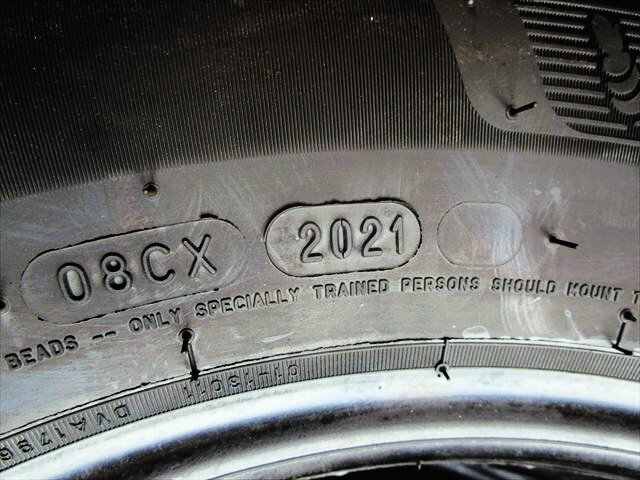 08CX 2021
BEADS -- ONLY SPECIALLY TRAINED PERSONS SHOULD MOUNT T